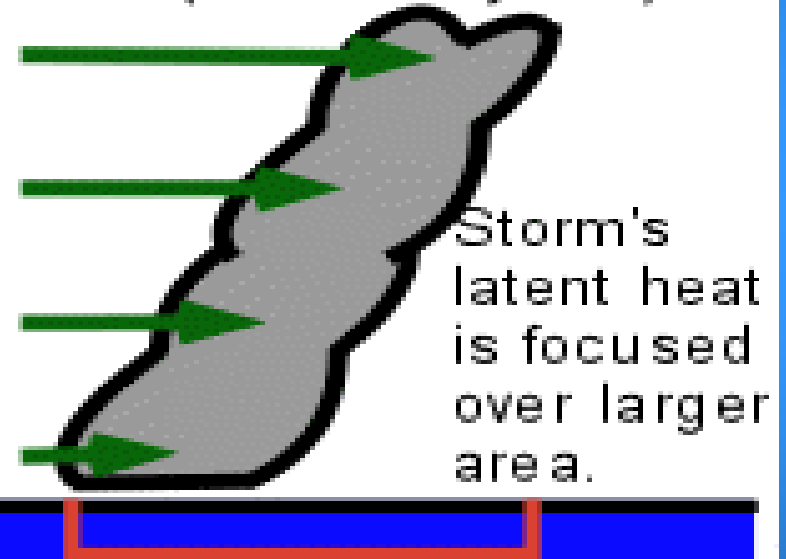 Storm's
latent heat
is focused
over larger
area.